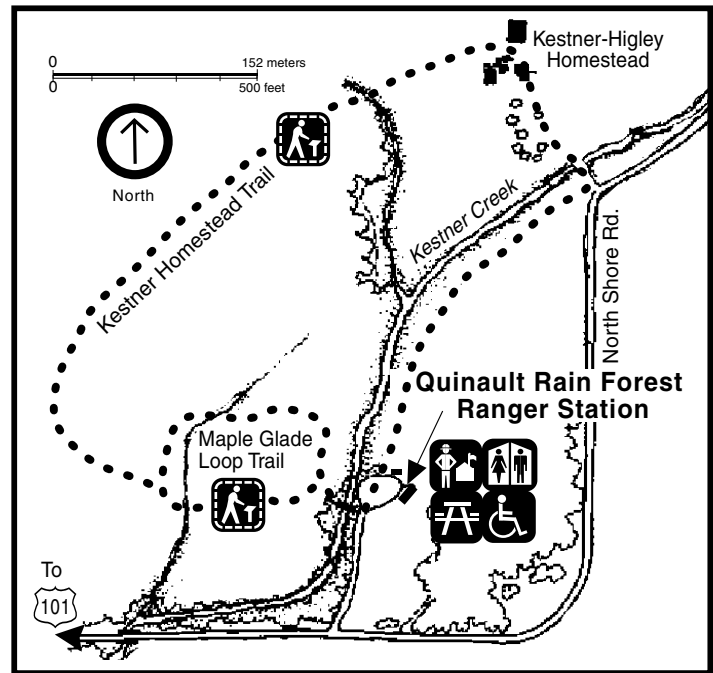 0 152 meters
0 500 feet
Kestner-Higley
Homestead
North
Kestner Homestead Trail
Kestner Creek
North Shore Rd.
Quinault Rain Forest
Ranger Station
Maple Glade
Loop Trail
To
101